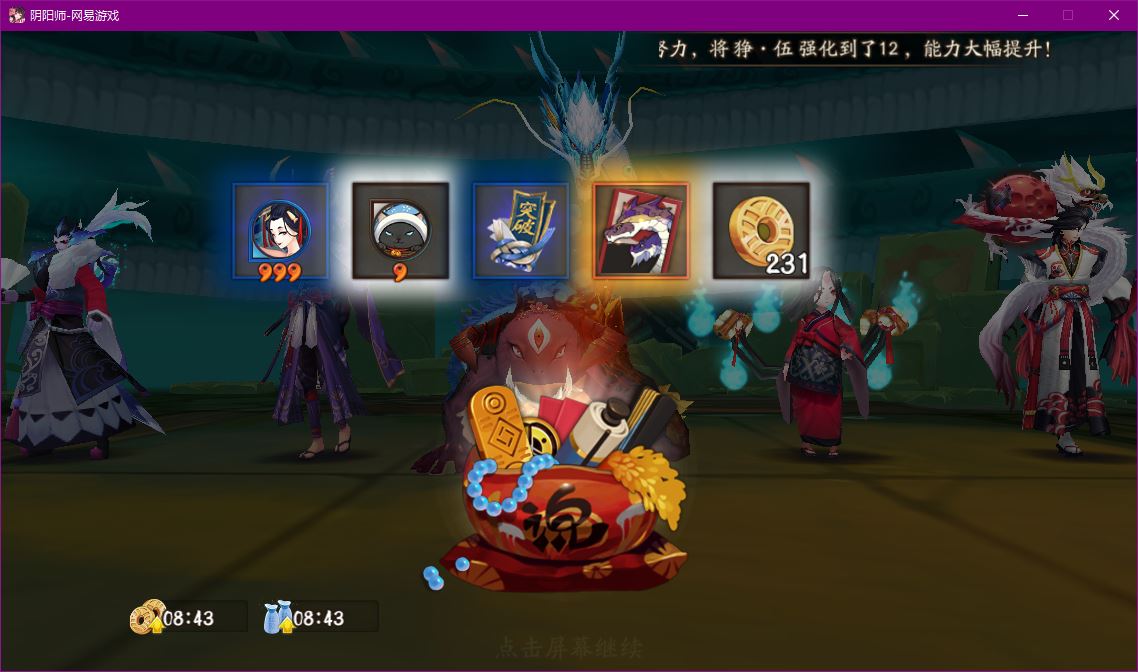 阴阳师-网易游戏
努力，将 狰·伍 强化到了12，能力大幅提升！
999
9
突破
231
祝
08:43 08:43
点击屏幕继续